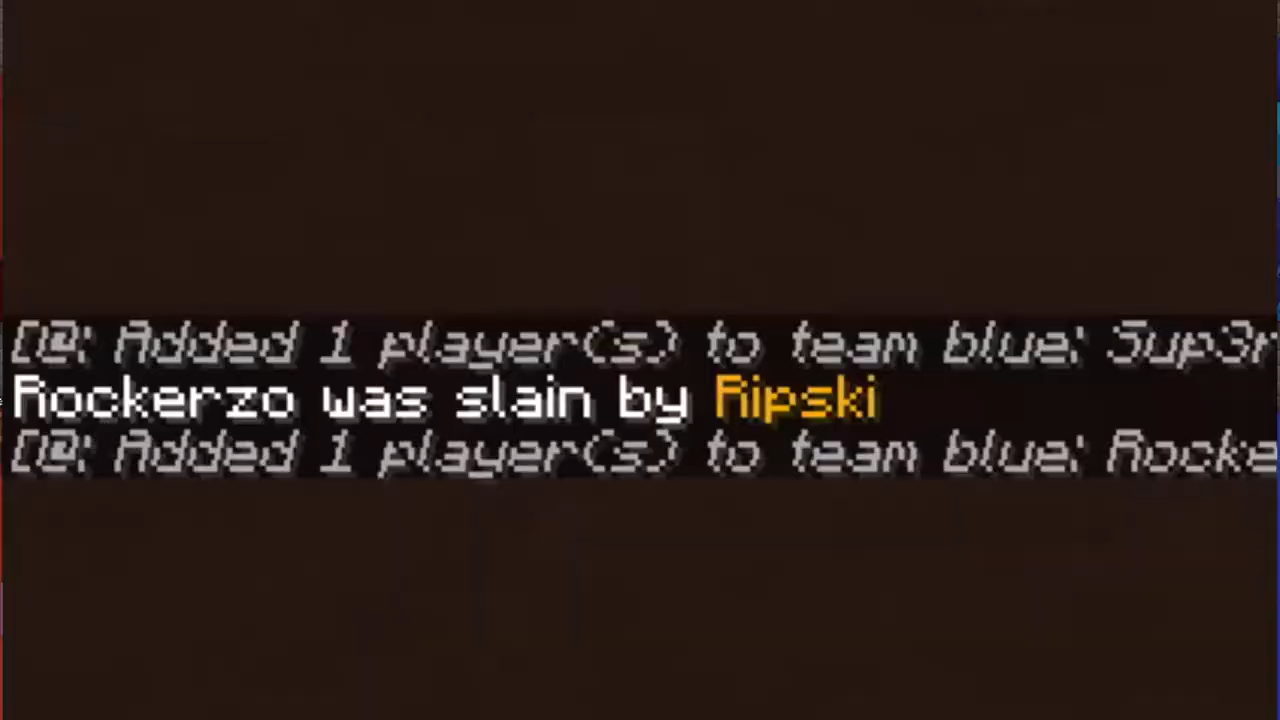 [@: Added 1 player(s) to team blue: Sup3r
Rockerzo was slain by Ripski
[@: Added 1 player(s) to team blue: Rocke